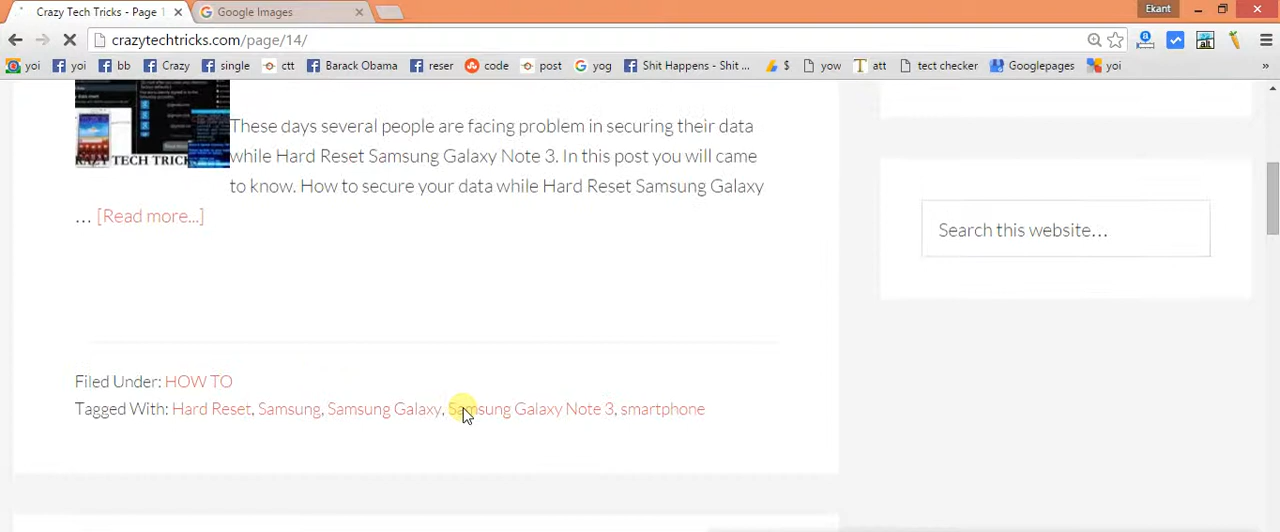 Crazy Tech Tricks - Page 1
Google Images
Ekant
crazytechtricks.com/page/14/
yoi yoi bb Crazy single ctt Barack Obama reser code post yog Shit Happens - Shit ... $ yow att tect checker Googlepages yoi »
These days several people are facing problem in securing their data
while Hard Reset Samsung Galaxy Note 3. In this post you will came
to know. How to secure your data while Hard Reset Samsung Galaxy
… [Read more...]
CRAZY TECH TRIC
Search this website…
Filed Under: HOW TO
Tagged With: Hard Reset, Samsung, Samsung Galaxy, Samsung Galaxy Note 3, smartphone